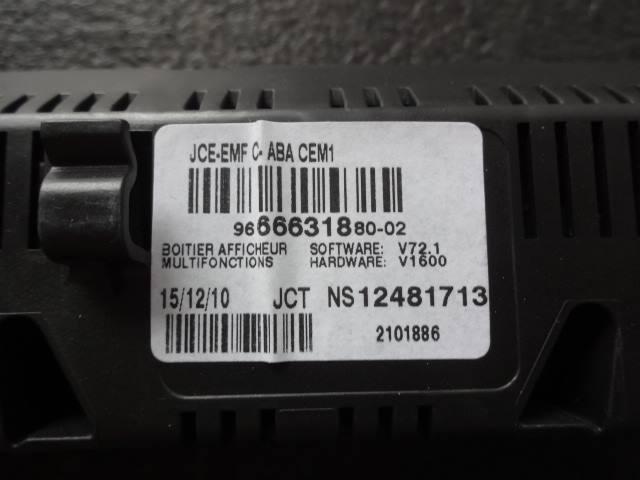 JCE-EMF C- ABA CEM1
9666631880-02
BOITIER AFFICHEUR SOFTWARE: V72.1
MULTIFONCTIONS HARDWARE: V1600
15/12/10 JCT NS12481713
2101886